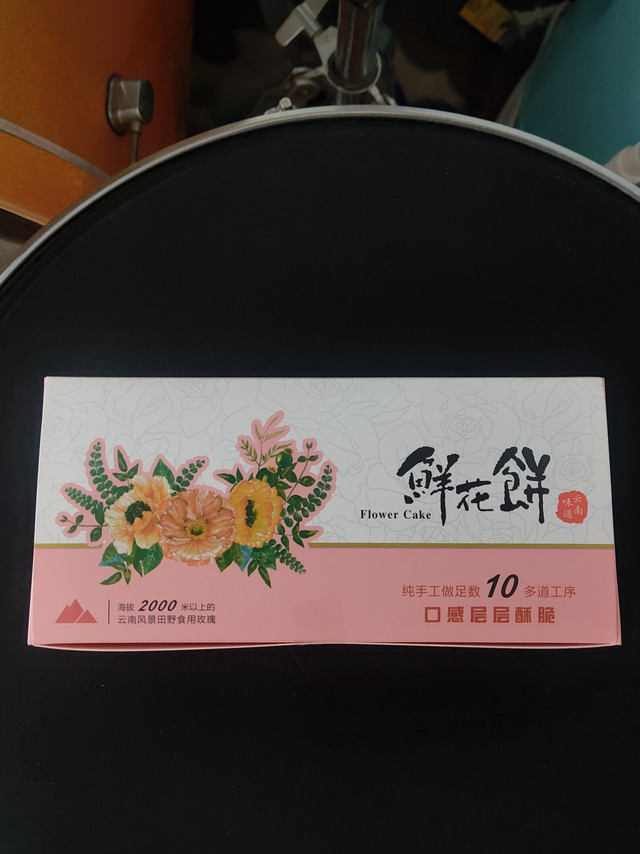 鮮花餅
Flower Cake
云南
味道
海拔 2000 米以上的
云南风景田野食用玫瑰
纯手工做足数 10 多道工序
口感层层酥脆